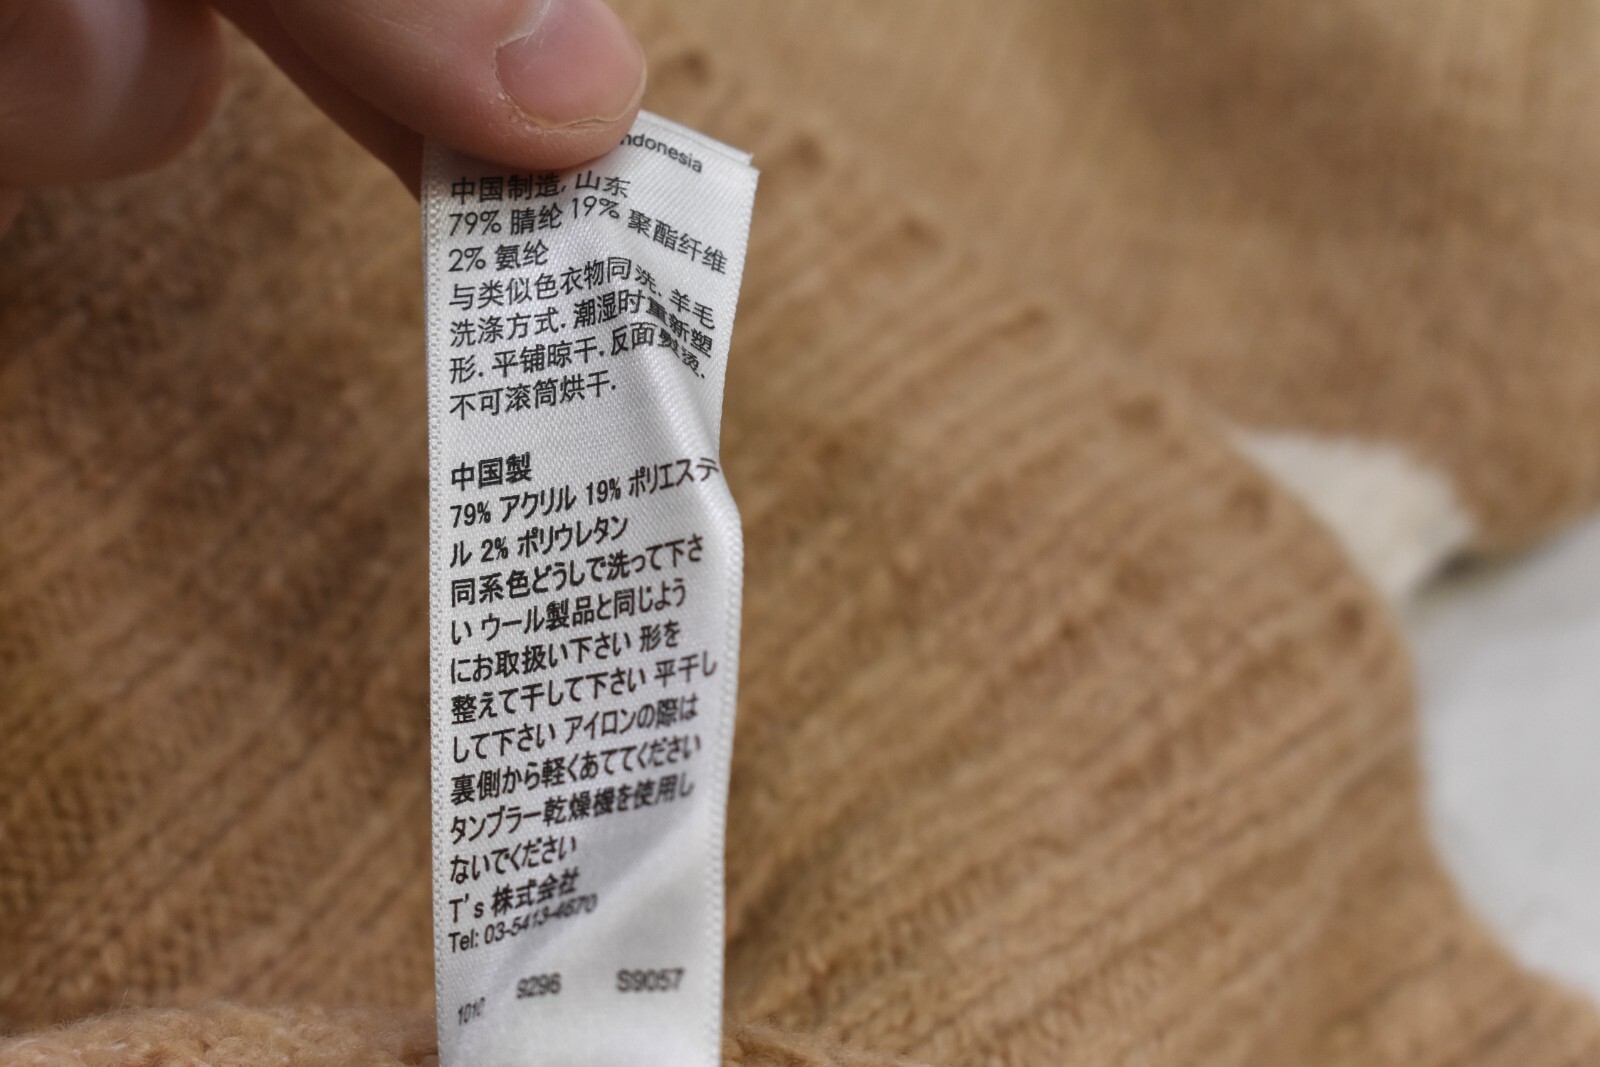 ndonesia
中国制造, 山东
79% 腈纶 19% 聚酯纤维
2% 氨纶
与类似色衣物同洗. 羊毛
洗涤方式. 潮湿时重新塑
形. 平铺晾干. 反面熨烫.
不可滚筒烘干.
中国製
79% アクリル 19% ポリエステ
ル 2% ポリウレタン
同系色どうしで洗って下さ
い ウール製品と同じよう
にお取扱い下さい 形を
整えて干して下さい 平干し
して下さい アイロンの際は
裏側から軽くあててください
タンブラー乾燥機を使用し
ないでください
T's 株式会社
Tel: 03-5413-4670
1010 9296 S9057